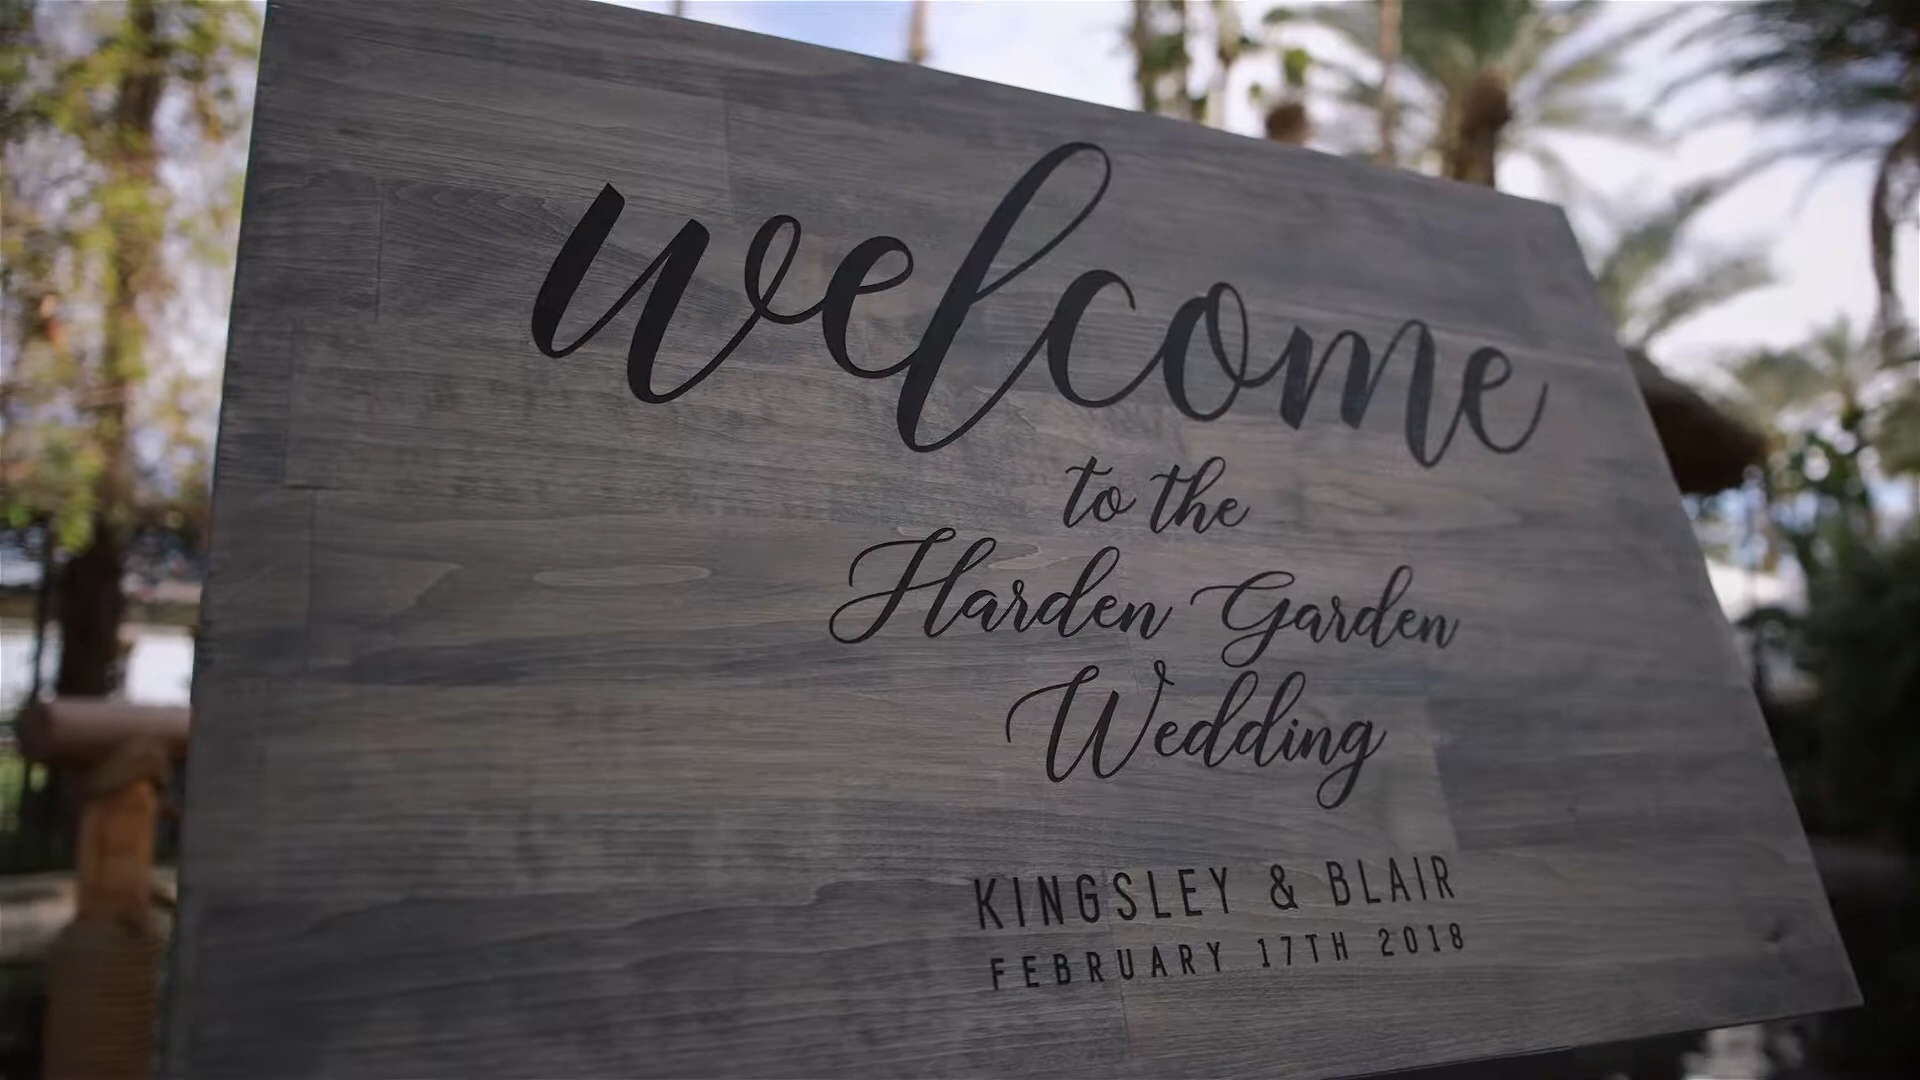 welcome
to the
Harden Garden
Wedding
KINGSLEY & BLAIR
FEBRUARY 17TH 2018